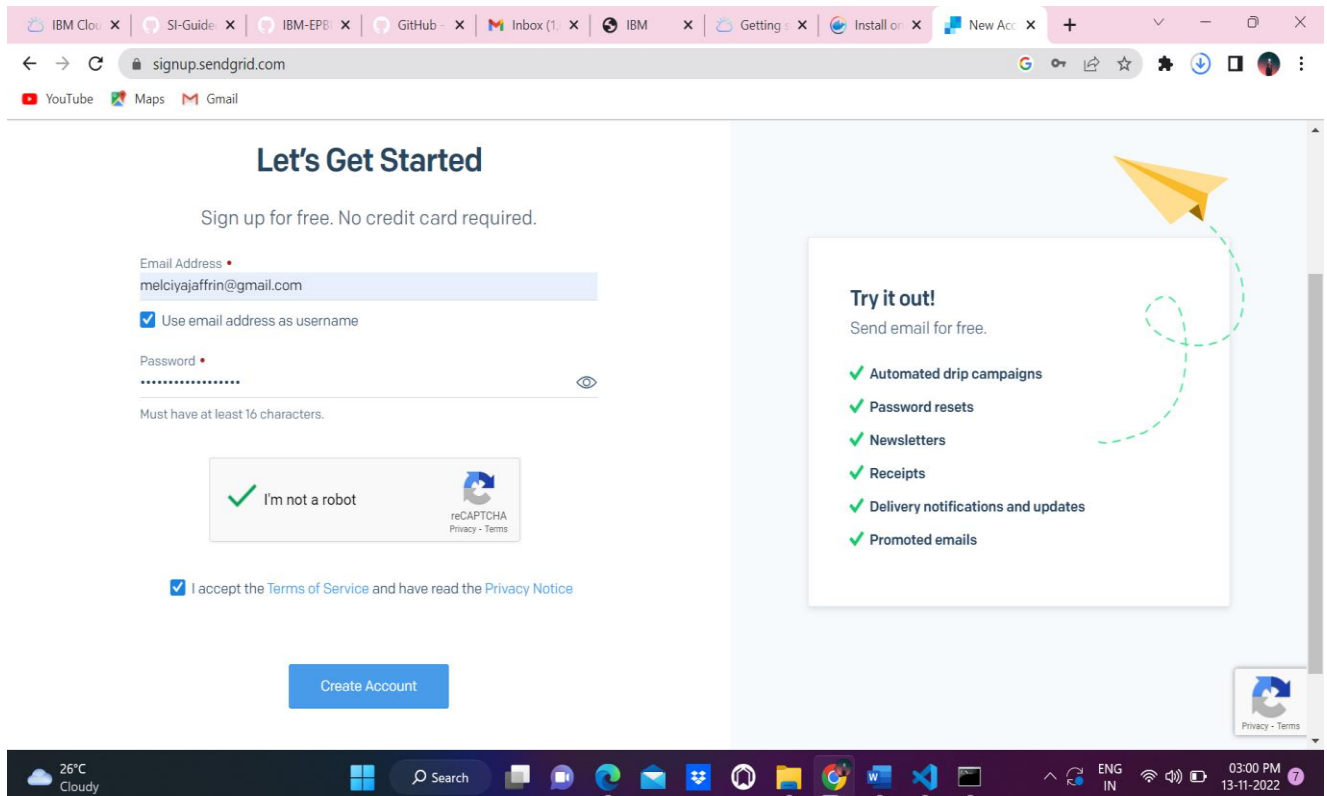 IBM Clou
SI-Guide
IBM-EPB
GitHub -
Inbox (1,
IBM
Getting s
Install on
New Acc
signup.sendgrid.com
YouTube Maps Gmail
Let's Get Started
Sign up for free. No credit card required.
Email Address •
melciyajaffrin@gmail.com
Use email address as username
Password •
••••••••••••••••••
Must have at least 16 characters.
I'm not a robot
reCAPTCHA
Privacy - Terms
I accept the Terms of Service and have read the Privacy Notice
Create Account
Try it out!
Send email for free.
Automated drip campaigns
Password resets
Newsletters
Receipts
Delivery notifications and updates
Promoted emails
Privacy - Terms
26°C
Cloudy
Search
ENG
IN
03:00 PM
13-11-2022
7